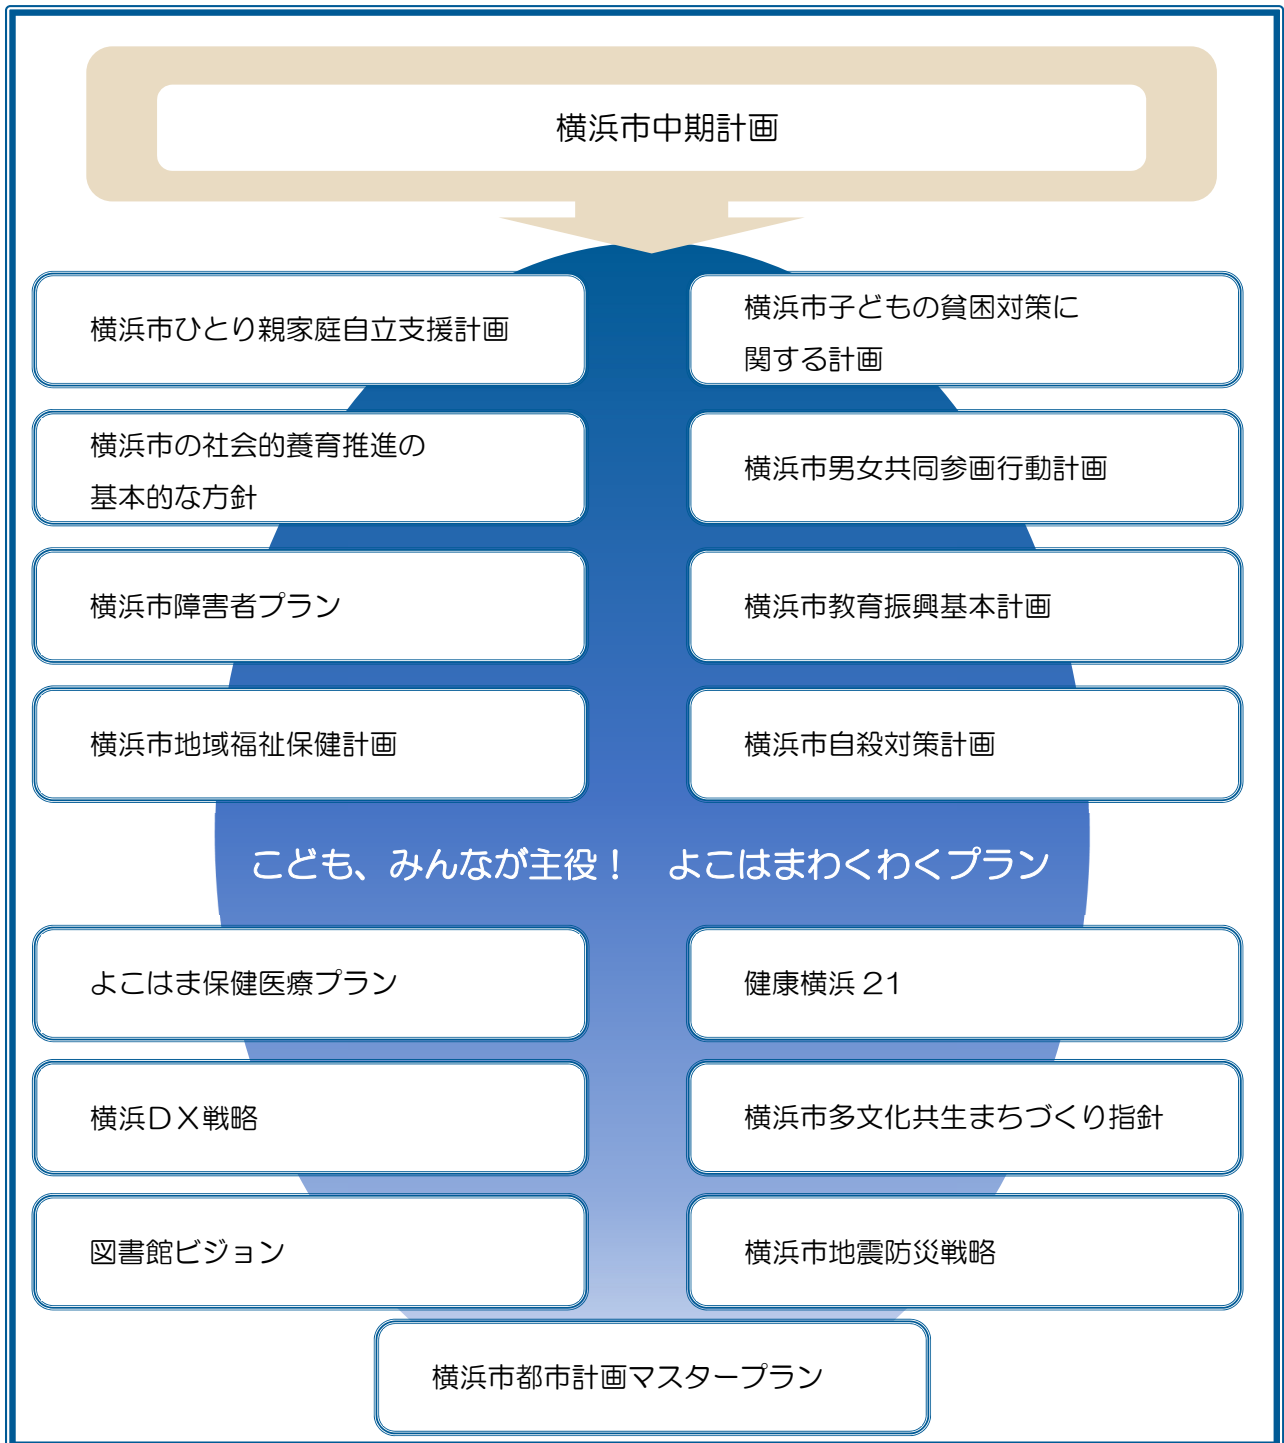 横浜市中期計画
横浜市ひとり親家庭自立支援計画
横浜市子どもの貧困対策に
関する計画
横浜市の社会的養育推進の
基本的な方針
横浜市男女共同参画行動計画
横浜市障害者プラン
横浜市教育振興基本計画
横浜市地域福祉保健計画
横浜市自殺対策計画
こども、みんなが主役！　よこはまわくわくプラン
よこはま保健医療プラン
健康横浜 21
横浜ＤＸ戦略
横浜市多文化共生まちづくり指針
図書館ビジョン
横浜市地震防災戦略
横浜市都市計画マスタープラン